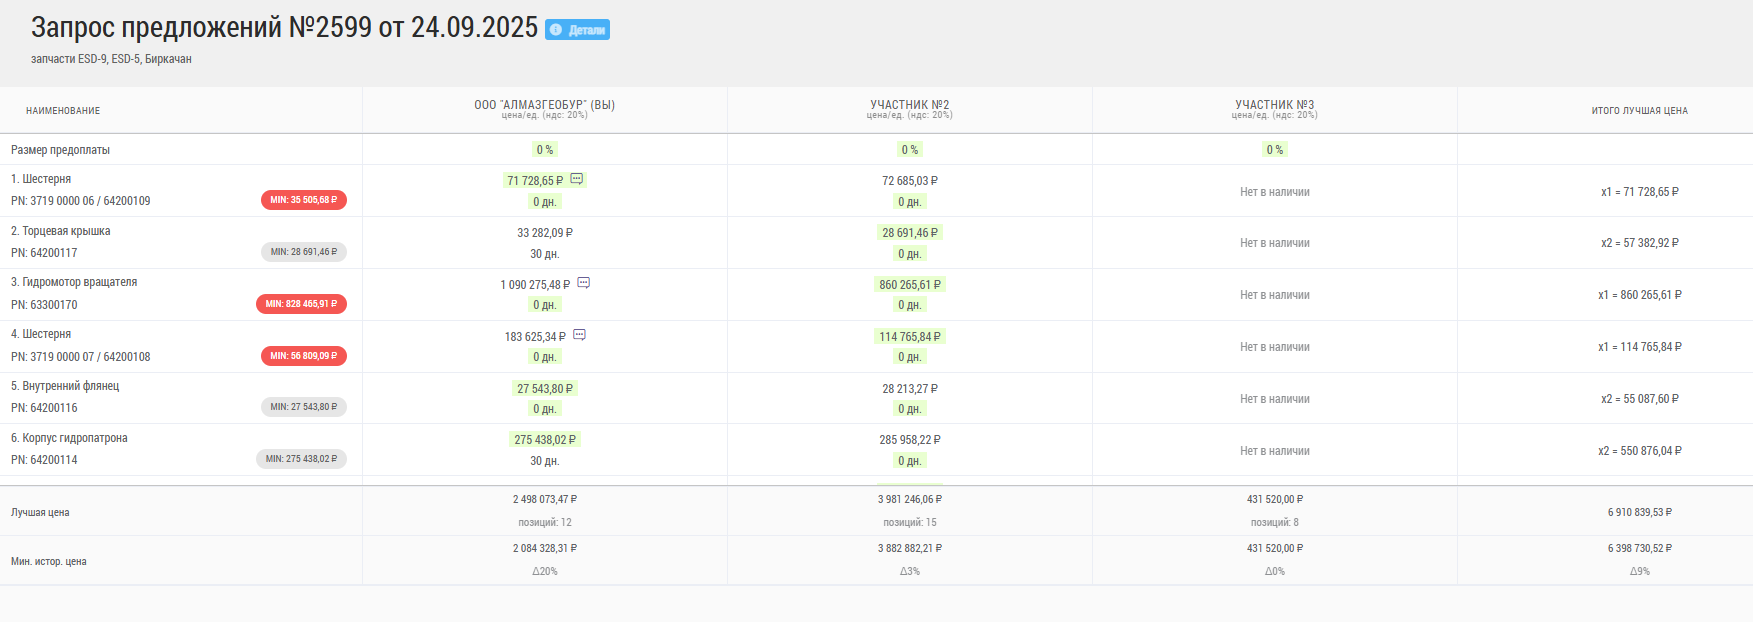 Запрос предложений №2599 от 24.09.2025 Детали
запчасти ESD-9, ESD-5, Биркачан
НАИМЕНОВАНИЕ ООО "АЛМАЗГЕОБУР" (ВЫ) УЧАСТНИК №2 УЧАСТНИК №3 ИТОГО ЛУЧШАЯ ЦЕНА
цена/ед. (ндс: 20%) цена/ед. (ндс: 20%) цена/ед. (ндс: 20%)
Размер предоплаты 0 % 0 % 0 %
1. Шестерня 71 728,65 ₽ 72 685,03 ₽ Нет в наличии x1 = 71 728,65 ₽
PN: 3719 0000 06 / 64200109 MIN: 35 505,68 ₽ 0 дн. 0 дн.
2. Торцевая крышка 33 282,09 ₽ 28 691,46 ₽ Нет в наличии x2 = 57 382,92 ₽
PN: 64200117 MIN: 28 691,46 ₽ 30 дн. 0 дн.
3. Гидромотор вращателя 1 090 275,48 ₽ 860 265,61 ₽ Нет в наличии x1 = 860 265,61 ₽
PN: 63300170 MIN: 828 465,91 ₽ 0 дн. 0 дн.
4. Шестерня 183 625,34 ₽ 114 765,84 ₽ Нет в наличии x1 = 114 765,84 ₽
PN: 3719 0000 07 / 64200108 MIN: 56 809,09 ₽ 0 дн. 0 дн.
5. Внутренний флянец 27 543,80 ₽ 28 213,27 ₽ Нет в наличии x2 = 55 087,60 ₽
PN: 64200116 MIN: 27 543,80 ₽ 0 дн. 0 дн.
6. Корпус гидропатрона 275 438,02 ₽ 285 958,22 ₽ Нет в наличии x2 = 550 876,04 ₽
PN: 64200114 MIN: 275 438,02 ₽ 30 дн. 0 дн.
Лучшая цена 2 498 073,47 ₽ 3 981 246,06 ₽ 431 520,00 ₽ 6 910 839,53 ₽
позиций: 12 позиций: 15 позиций: 8
Мин. истор. цена 2 084 328,31 ₽ 3 882 882,21 ₽ 431 520,00 ₽ 6 398 730,52 ₽
Δ20% Δ3% Δ0% Δ9%